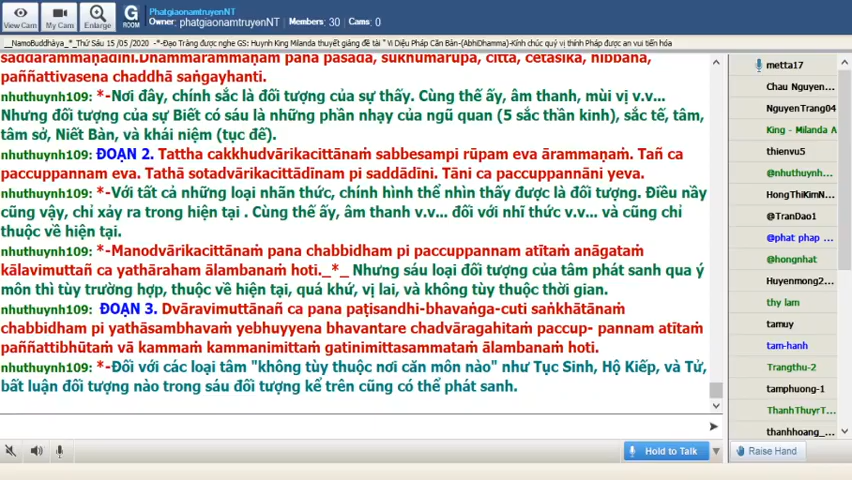 View Cam
My Cam
Enlarge
G
ROOM
PhatgiaonamtruyenNT
Owner: phatgiaonamtruyenNT Members: 30 Cams: 0
__NamoBuddhàya_*_Thứ Sáu 15 /05 /2020 -*-Đạo Tràng được nghe GS: Huynh King Milanda thuyết giảng đề tài " Vi Diệu Pháp Căn Bản-(AbhiDhamma)-Kính chúc quý vị thính Pháp được an vui tiến hóa
saddārammaṇādīni.Dhammārammaṇaṁ pana pasāda, sukhumarūpa, citta, cetasika, nibbāna,
paññattivasena chaddhā saṅgayhanti.
nhuthuynh109: *-Nơi đây, chính sắc là đối tượng của sự thấy. Cùng thế ấy, âm thanh, mùi vị v.v...
Nhưng đối tượng của sự Biết có sáu là những phần nhạy của ngũ quan (5 sắc thần kinh), sắc tế, tâm,
tâm sở, Niết Bàn, và khái niệm (tục đế).
nhuthuynh109: ĐOẠN 2. Tattha cakkhudvārikacittānaṁ sabbesampi rūpam eva ārammaṇaṁ. Tañ ca
paccuppannam eva. Tathā sotadvārikacittādīnam pi saddādīni. Tāni ca paccuppannāni yeva.
nhuthuynh109: *-Với tất cả những loại nhãn thức, chính hình thể nhìn thấy được là đối tượng. Điều nầy
cũng vậy, chỉ xảy ra trong hiện tại . Cùng thế ấy, âm thanh v.v... đối với nhĩ thức v.v... và cũng chỉ
thuộc về hiện tại.
nhuthuynh109: *-Manodvārikacittānaṁ pana chabbidham pi paccuppannam atītaṁ anāgataṁ
kālavimuttañ ca yathāraham ālambanaṁ hoti._*_ Nhưng sáu loại đối tượng của tâm phát sanh qua ý
môn thì tùy trường hợp, thuộc về hiện tại, quá khứ, vị lai, và không tùy thuộc thời gian.
nhuthuynh109: ĐOẠN 3. Dvāravimuttānañ ca pana paṭisandhi-bhavaṅga-cuti saṅkhātānaṁ
chabbidham pi yathāsambhavaṁ yebhuyyena bhavantare chadvāragahitaṁ paccup- pannam atītaṁ
paññattibhūtaṁ vā kammaṁ kammanimittaṁ gatinimittasammataṁ ālambanaṁ hoti.
nhuthuynh109: *-Đối với các loại tâm "không tùy thuộc nơi căn môn nào" như Tục Sinh, Hộ Kiếp, và Tử,
bất luận đối tượng nào trong sáu đối tượng kể trên cũng có thể phát sanh.
Hold to Talk
metta17
Chau Nguyen...
NguyenTrang04
King - Milanda A
thienvu5
@nhuthuynh...
HongThiKimN...
@TranDao1
@phat phap ...
@hongnhat
Huyenmong2...
thy lam
tamuy
tam-hanh
Trangthu-2
tamphuong-1
ThanhThuyrT...
thanhhoang_...
Raise Hand